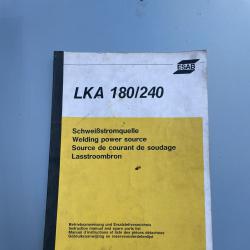 ESAB
LKA 180/240
Schweißstromquelle
Welding power source
Source de courant de soudage
Lasstroombron
Betriebsanweisung und Ersatzteilverzeichnis
Instruction manual and spare parts list
Manuel d'instructions et liste des pièces détachées
Gebruiksaanwijzing en reserveonderdelenlijst